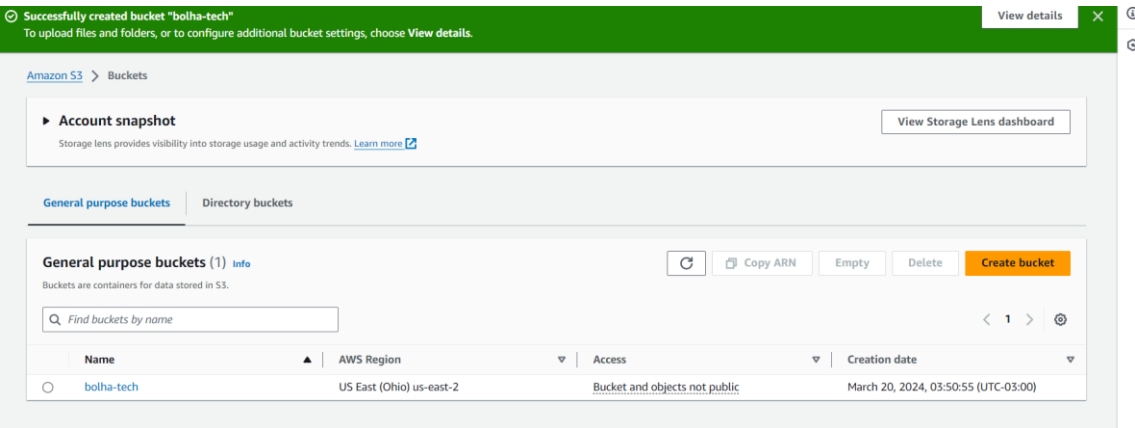 Successfully created bucket "bolha-tech"
To upload files and folders, or to configure additional bucket settings, choose View details.
View details
Amazon S3 > Buckets
Account snapshot
Storage lens provides visibility into storage usage and activity trends. Learn more
View Storage Lens dashboard
General purpose buckets Directory buckets
General purpose buckets (1) Info
Buckets are containers for data stored in S3.
Copy ARN Empty Delete Create bucket
Find buckets by name
< 1 >
Name AWS Region Access Creation date
bolha-tech US East (Ohio) us-east-2 Bucket and objects not public March 20, 2024, 03:50:55 (UTC-03:00)